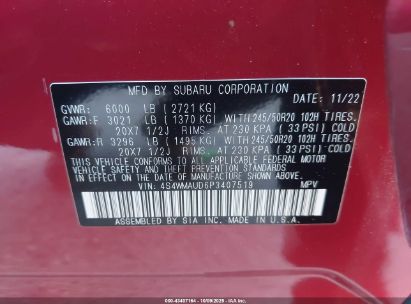 MFD BY SUBARU CORPORATION
DATE: 11/22
GVWR: 6000 LB (2721 KG)
GAWR:F 3021 LB (1370 KG) WITH 245/50R20 102H TIRES.
20X7 1/2J RIMS. AT 230 KPA (33 PSI) COLD
GAWR:R 3296 LB (1495 KG) WITH 245/50R20 102H TIRES.
20X7 1/2J RIMS. AT 230 KPA (33 PSI) COLD
THIS VEHICLE CONFORMS TO ALL APPLICABLE FEDERAL MOTOR
VEHICLE SAFETY AND THEFT PREVENTION STANDARDS IN
EFFECT ON THE DATE OF MANUFACTURE SHOWN ABOVE.
VIN: 4S4WMAUD6P3407519 MPV
ASSEMBLED BY SIA INC. IN U.S.A.